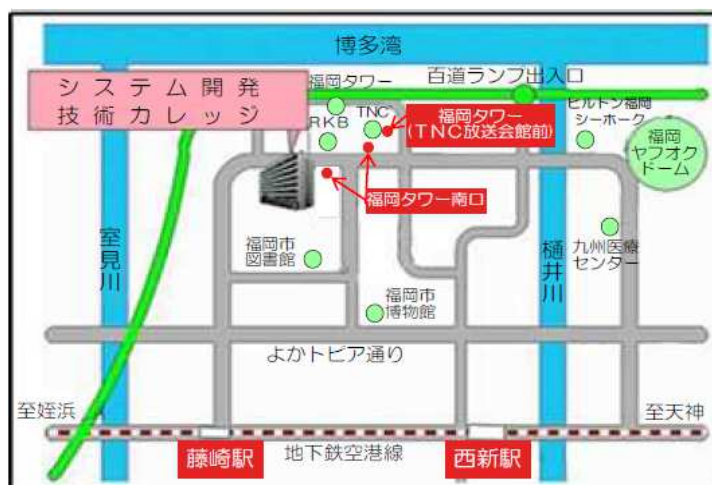 博多湾
システム開発
技術カレッジ
福岡タワー
百道ランプ出入口
RKB
TNC
福岡タワー
(TNC放送会館前)
ヒルトン福岡
シーホーク
福岡
ヤフオク
ドーム
福岡タワー南口
室見川
福岡市
図書館
樋井川
九州医療
センター
福岡市
博物館
よかトピア通り
至姪浜
至天神
藤崎駅
地下鉄空港線
西新駅